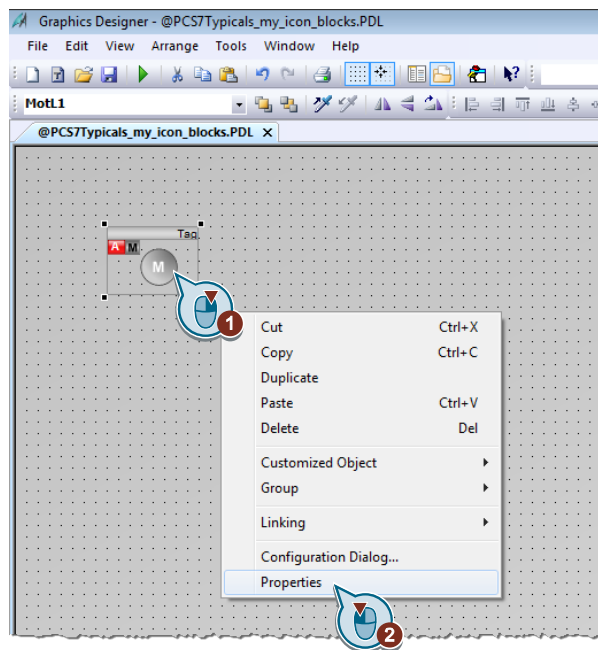 Graphics Designer - @PCS7Typicals_my_icon_blocks.PDL
File Edit View Arrange Tools Window Help
MotL1
@PCS7Typicals_my_icon_blocks.PDL X
Tag
A M
M
1
Cut Ctrl+X
Copy Ctrl+C
Duplicate
Paste Ctrl+V
Delete Del
Customized Object
Group
Linking
Configuration Dialog...
Properties
2